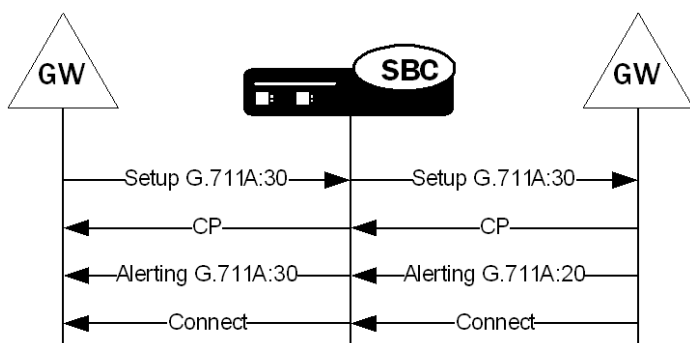 GW
SBC
GW
Setup G.711A:30
Setup G.711A:30
CP
CP
Alerting G.711A:30
Alerting G.711A:20
Connect
Connect